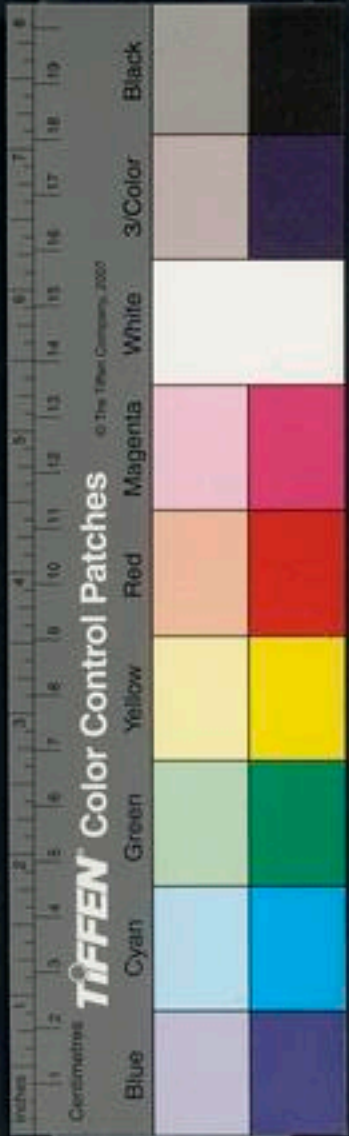 Inches 1 2 3 4 5 6 7 8
Centimetres 1 2 3 4 5 6 7 8 9 10 11 12 13 14 15 16 17 18 19
TIFFEN® Color Control Patches © The Tiffen Company, 2007
Blue Cyan Green Yellow Red Magenta White 3/Color Black